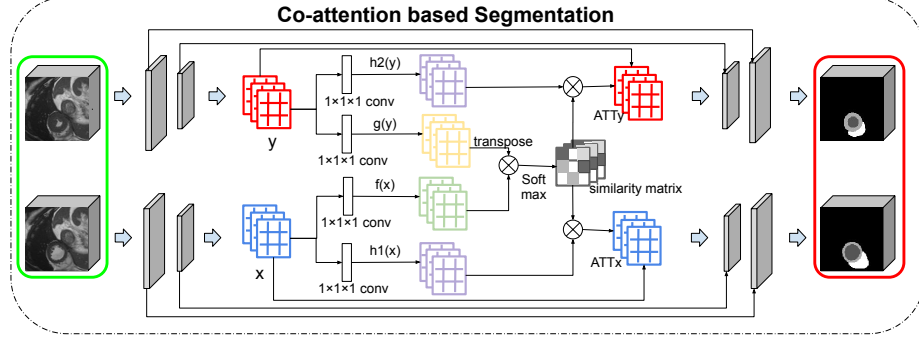 Co-attention based Segmentation
h2(y)
1×1×1 conv
y
g(y)
1×1×1 conv
transpose
ATTy
Soft
max
similarity matrix
f(x)
1×1×1 conv
x
h1(x)
1×1×1 conv
ATTx